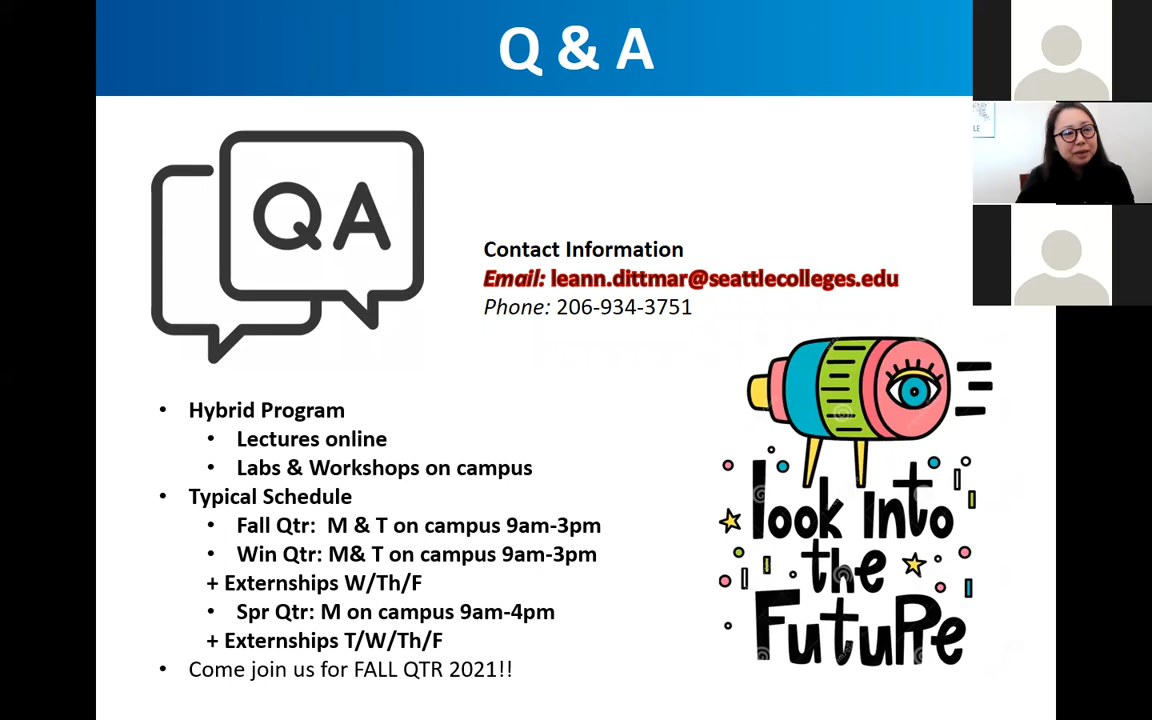 Q & A
QA
Contact Information
Email: leann.dittmar@seattlecolleges.edu
Phone: 206-934-3751
• Hybrid Program
• Lectures online
• Labs & Workshops on campus
• Typical Schedule
• Fall Qtr:  M & T on campus 9am-3pm
• Win Qtr: M& T on campus 9am-3pm
+ Externships W/Th/F
• Spr Qtr: M on campus 9am-4pm
+ Externships T/W/Th/F
• Come join us for FALL QTR 2021!!
look Into
the
FutuRe